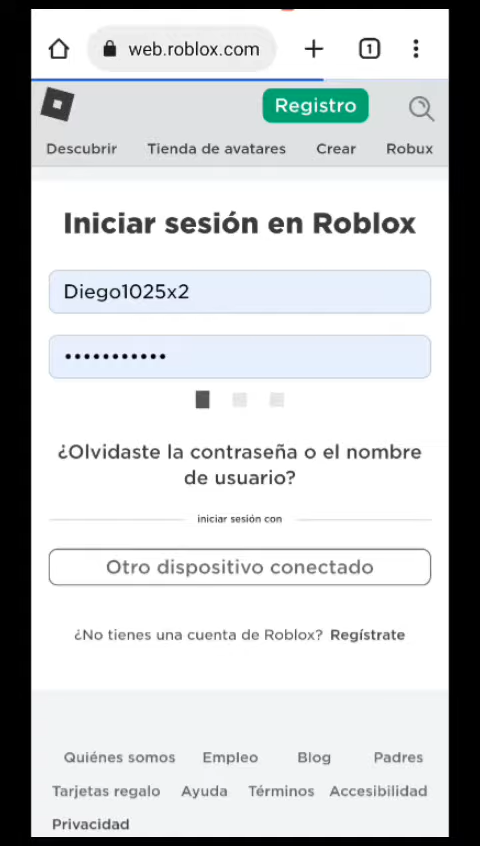 web.roblox.com
1
Registro
Descubrir Tienda de avatares Crear Robux
Iniciar sesión en Roblox
Diego1025x2
•••••••••••
¿Olvidaste la contraseña o el nombre
de usuario?
iniciar sesión con
Otro dispositivo conectado
¿No tienes una cuenta de Roblox? Regístrate
Quiénes somos Empleo Blog Padres
Tarjetas regalo Ayuda Términos Accesibilidad
Privacidad